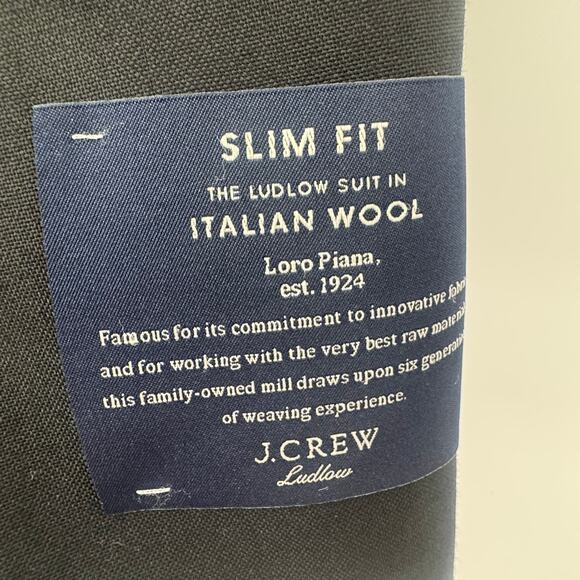 SLIM FIT
THE LUDLOW SUIT IN
ITALIAN WOOL
Loro Piana,
est. 1924
Famous for its commitment to innovative
and for working with the very best raw
this family-owned mill draws upon six
of weaving experience.
J.CREW
Ludlow